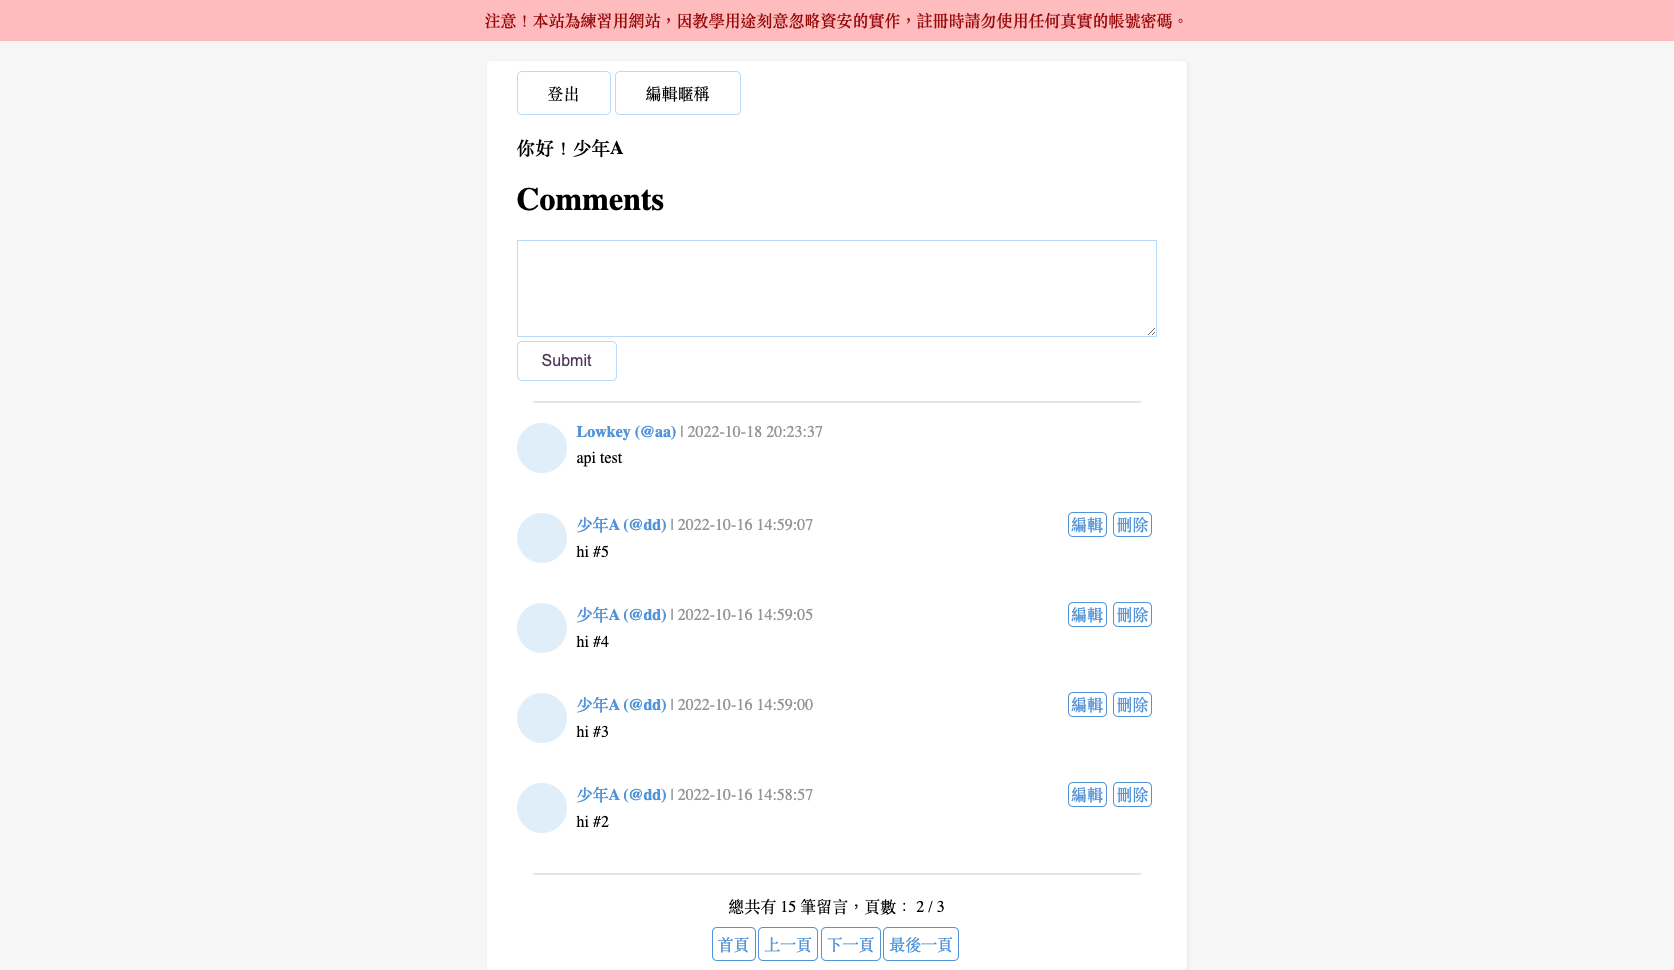 注意！本站為練習用網站，因教學用途刻意忽略資安的實作，註冊時請勿使用任何真實的帳號密碼。
登出 編輯暱稱
你好！少年A
Comments
Submit
Lowkey (@aa) | 2022-10-18 20:23:37
api test
少年A (@dd) | 2022-10-16 14:59:07 編輯 刪除
hi #5
少年A (@dd) | 2022-10-16 14:59:05 編輯 刪除
hi #4
少年A (@dd) | 2022-10-16 14:59:00 編輯 刪除
hi #3
少年A (@dd) | 2022-10-16 14:58:57 編輯 刪除
hi #2
總共有 15 筆留言，頁數： 2 / 3
首頁 上一頁 下一頁 最後一頁